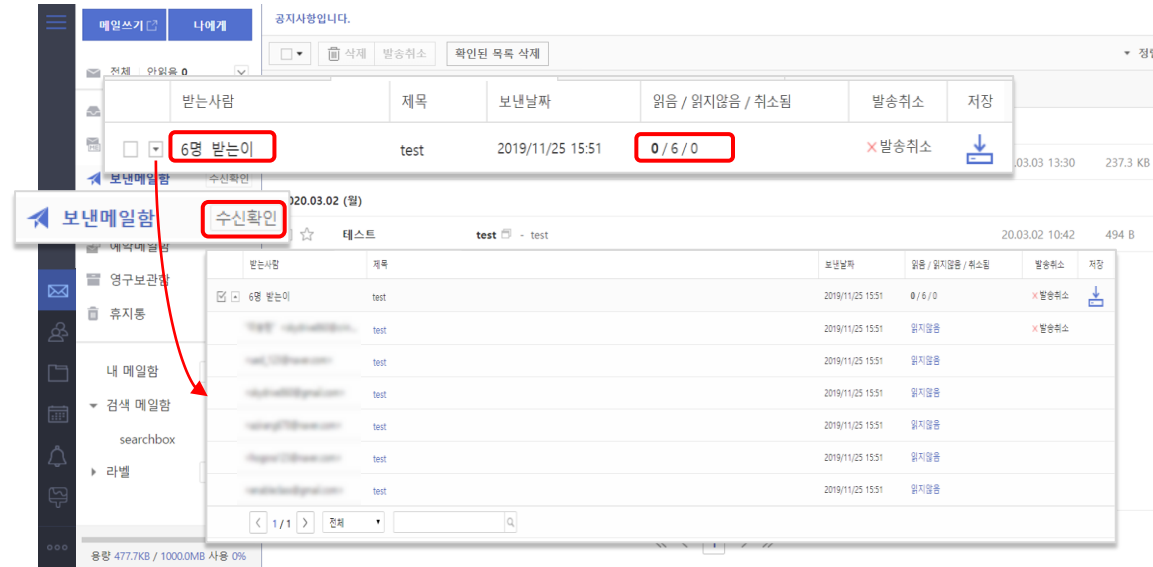 메일쓰기 나에게
공지사항입니다.
삭제 발송취소 확인된 목록 삭제
전체 안읽음 0
받는사람 제목 보낸날짜 읽음 / 읽지않음 / 취소됨 발송취소 저장
6명 받는이 test 2019/11/25 15:51 0 / 6 / 0 ×발송취소
.03.03 13:30 237.3 KB
보낸메일함 수신확인
020.03.02 (월)
보낸메일함 수신확인
테스트 test - test 20.03.02 10:42 494 B
예약메일함
영구보관함
휴지통
내 메일함
검색 메일함
searchbox
라벨
받는사람 제목 보낸날짜 읽음 / 읽지않음 / 취소됨 발송취소 저장
6명 받는이 test 2019/11/25 15:51 0 / 6 / 0 ×발송취소
test 2019/11/25 15:51 읽지않음 ×발송취소
test 2019/11/25 15:51 읽지않음
test 2019/11/25 15:51 읽지않음
test 2019/11/25 15:51 읽지않음
test 2019/11/25 15:51 읽지않음
test 2019/11/25 15:51 읽지않음
1 / 1 전체
1
용량 477.7KB / 1000.0MB 사용 0%